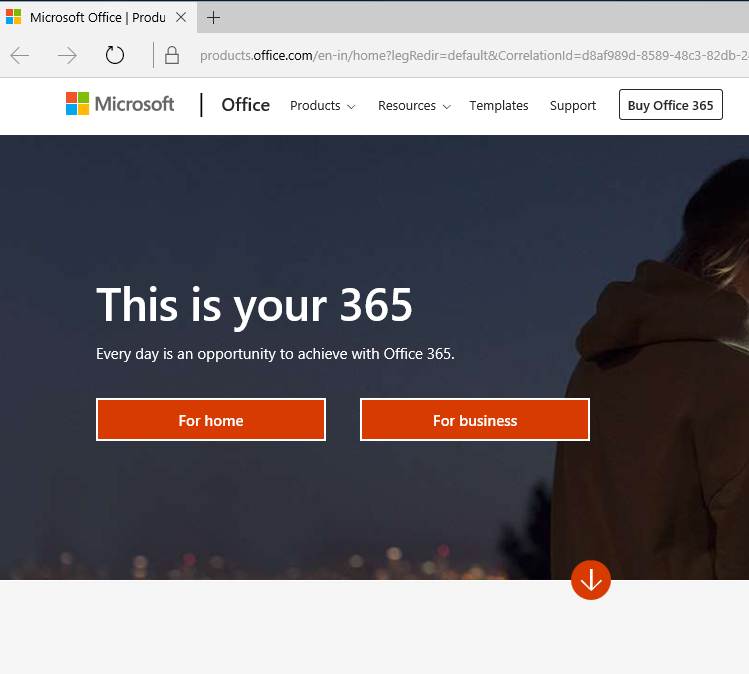 Microsoft Office | Produ
products.office.com/en-in/home?legRedir=default&CorrelationId=d8af989d-8589-48c3-82db-2
Microsoft | Office Products Resources Templates Support Buy Office 365
This is your 365
Every day is an opportunity to achieve with Office 365.
For home For business